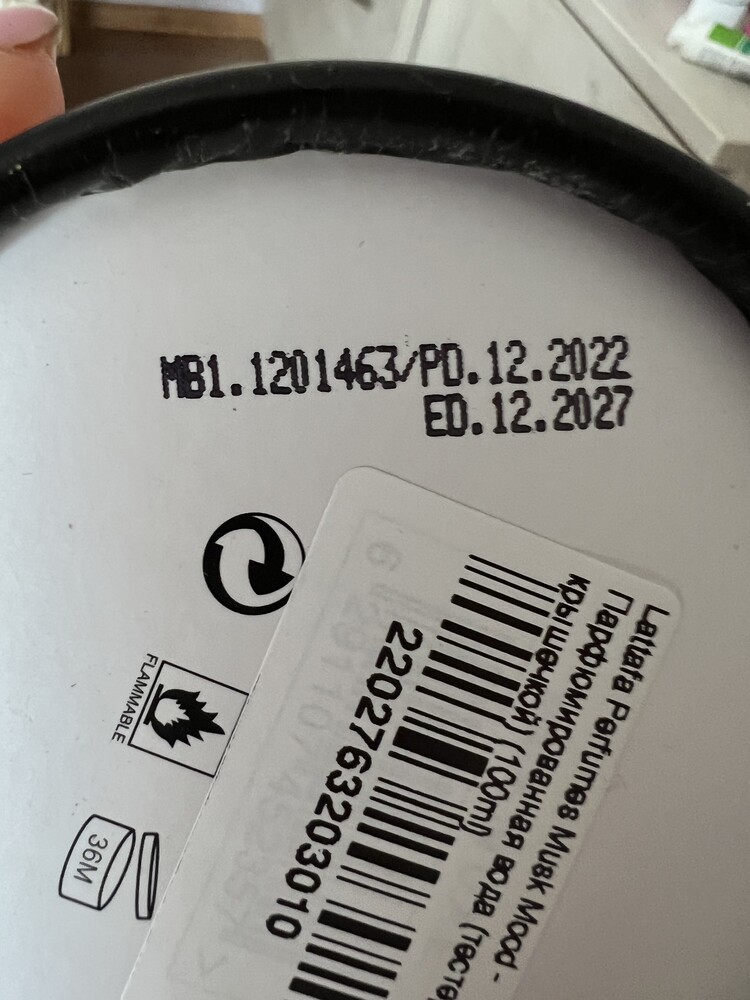 MB1.1201463/PD.12.2022
ED.12.2027
FLAMMABLE
36M
Lattafa Perfumes Musk Mood -
Парфюмированная вода (тестер
крышечкой) (100ml)
2202763203010